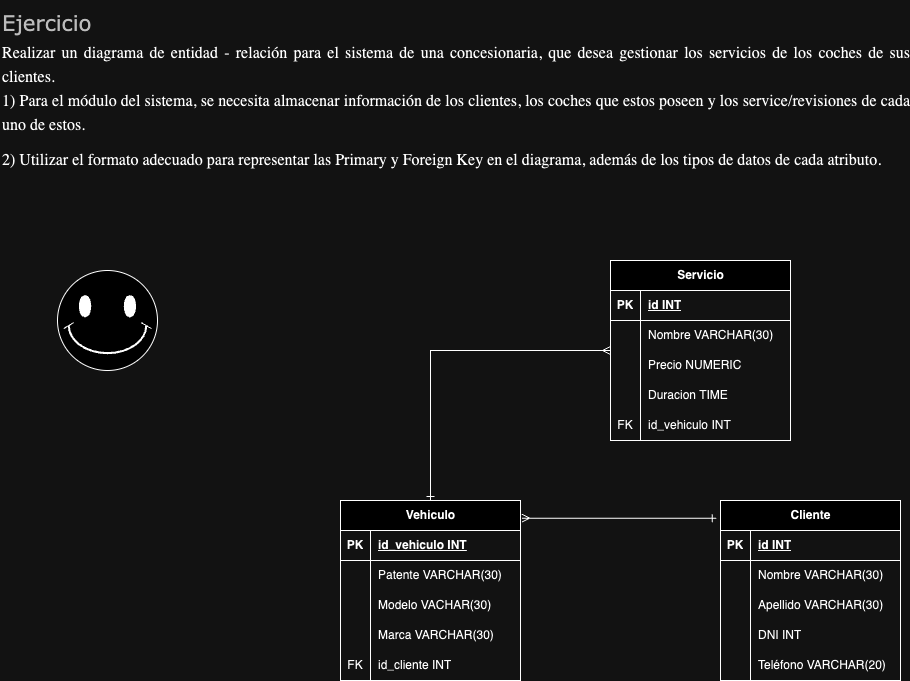 Ejercicio
Realizar un diagrama de entidad - relación para el sistema de una concesionaria, que desea gestionar los servicios de los coches de sus
clientes.
1) Para el módulo del sistema, se necesita almacenar información de los clientes, los coches que estos poseen y los service/revisiones de cada
uno de estos.
2) Utilizar el formato adecuado para representar las Primary y Foreign Key en el diagrama, además de los tipos de datos de cada atributo.
Servicio
PK id INT
Nombre VARCHAR(30)
Precio NUMERIC
Duracion TIME
FK id_vehiculo INT
Vehiculo
PK id_vehiculo INT
Patente VARCHAR(30)
Modelo VACHAR(30)
Marca VARCHAR(30)
FK id_cliente INT
Cliente
PK id INT
Nombre VARCHAR(30)
Apellido VARCHAR(30)
DNI INT
Teléfono VARCHAR(20)